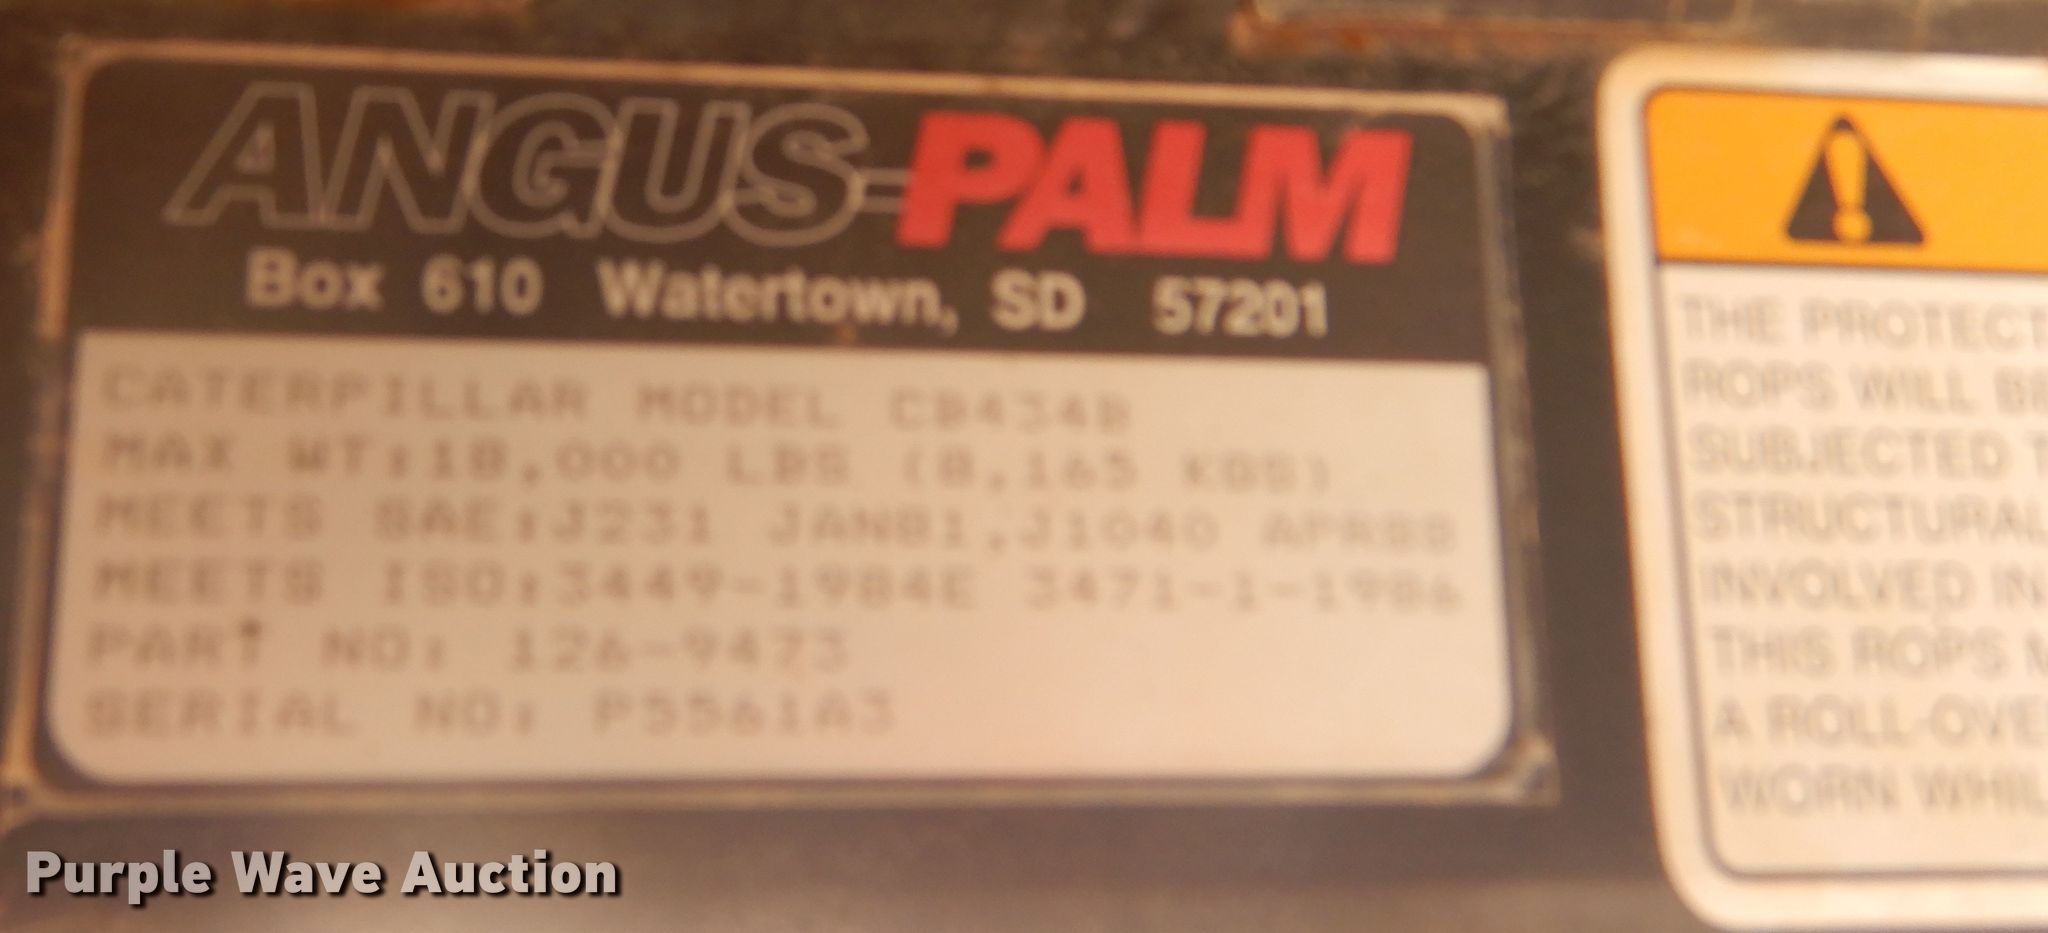 ANGUS-PALM
Box 610 Watertown, SD 57201
CATERPILLAR MODEL CB434B
MAX WT:18,000 LBS (8,165 KGS)
MEETS SAE:J231 JAN81,J1040 APR88
MEETS ISO:3449-1984E 3471-1-1986
PART NO: 126-9473
SERIAL NO: P5561A3
THE PROTECT
ROPS WILL BE
SUBJECTED T
STRUCTURAL
INVOLVED IN
THIS ROPS M
A ROLL-OVE
WORN WHIL
Purple Wave Auction